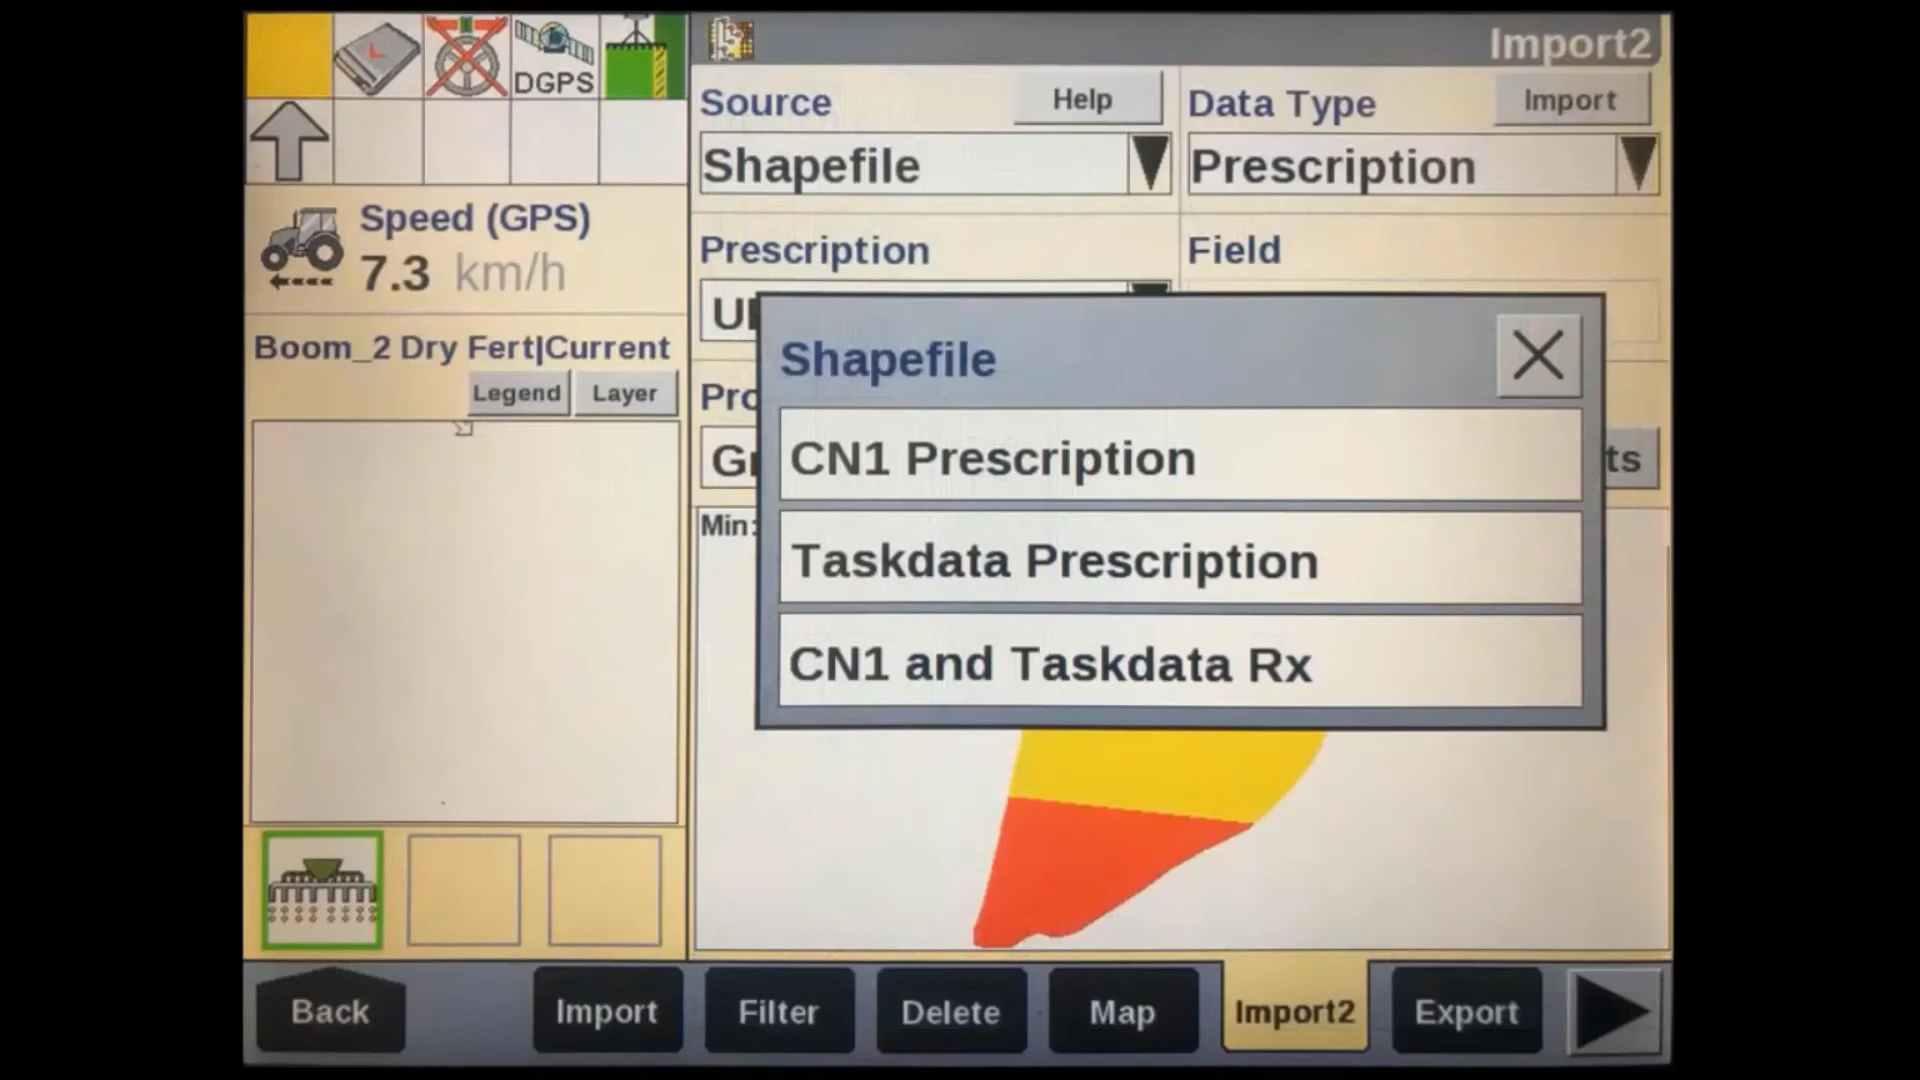 DGPS
Speed (GPS)
7.3 km/h
Boom_2 Dry Fert|Current
Legend
Layer
Import2
Source
Help
Data Type
Import
Shapefile
Prescription
Prescription
Field
Min:
ts
Shapefile
CN1 Prescription
Taskdata Prescription
CN1 and Taskdata Rx
Back
Import
Filter
Delete
Map
Import2
Export